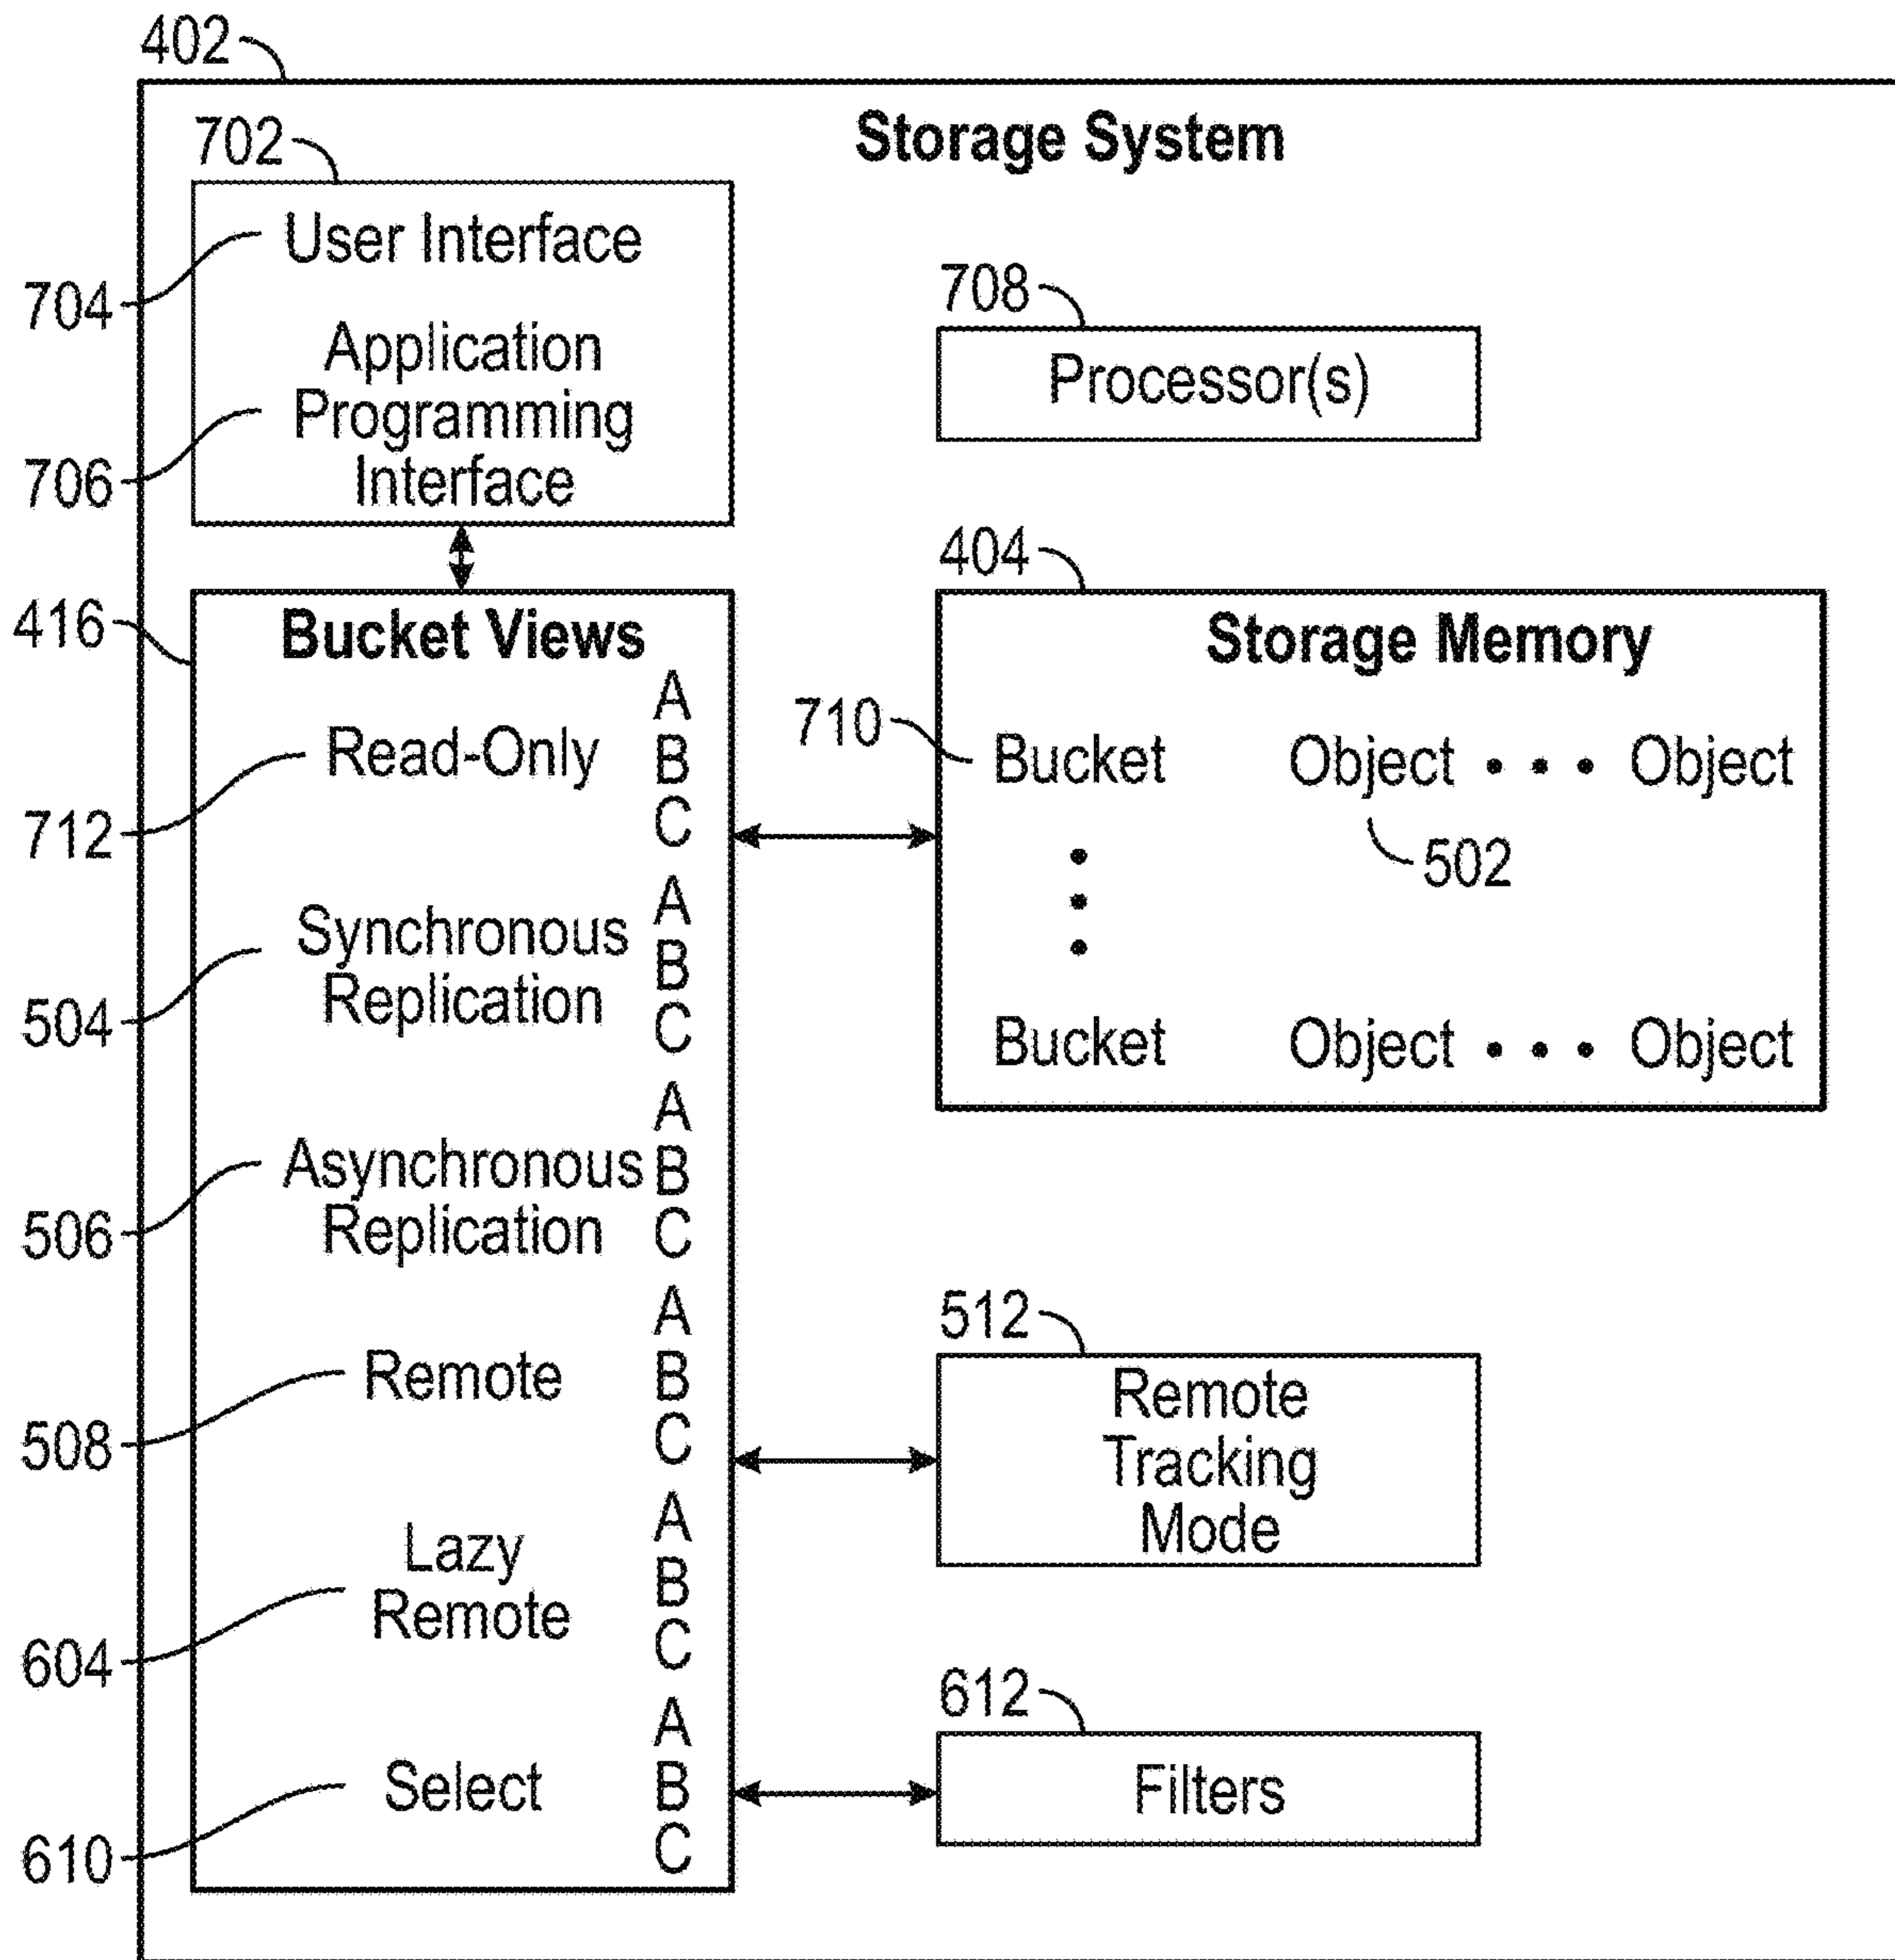 402
Storage System
702
User Interface
704
Application
Programming
Interface
706
708
Processor(s)
416
Bucket Views
Read-Only
A
B
C
712
Synchronous
Replication
A
B
C
504
Asynchronous
Replication
A
B
C
506
Remote
A
B
C
508
Lazy
Remote
A
B
C
604
Select
A
B
C
610
404
Storage Memory
710
Bucket Object • • • Object
502
•
•
•
Bucket Object • • • Object
512
Remote
Tracking
Mode
612
Filters